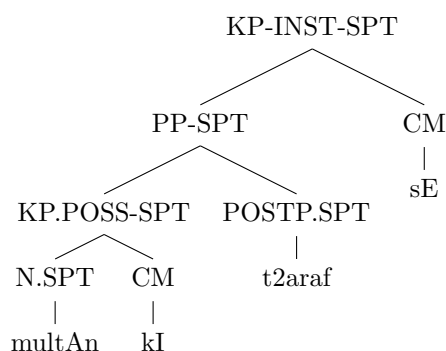 KP-INST-SPT
PP-SPT CM
sE
KP.POSS-SPT POSTP.SPT
N.SPT CM t2araf
multAn kI